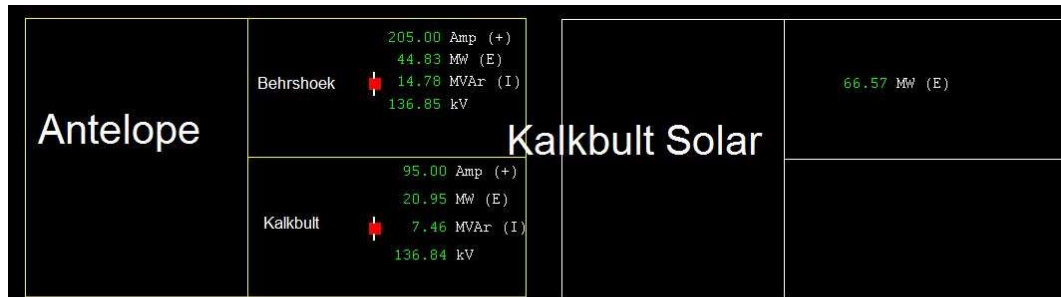 Antelope
Behrshoek
205.00 Amp (+)
44.83 MW (E)
14.78 MVAr (I)
136.85 kV
Kalkbult
95.00 Amp (+)
20.95 MW (E)
7.46 MVAr (I)
136.84 kV
Kalkbult Solar
66.57 MW (E)